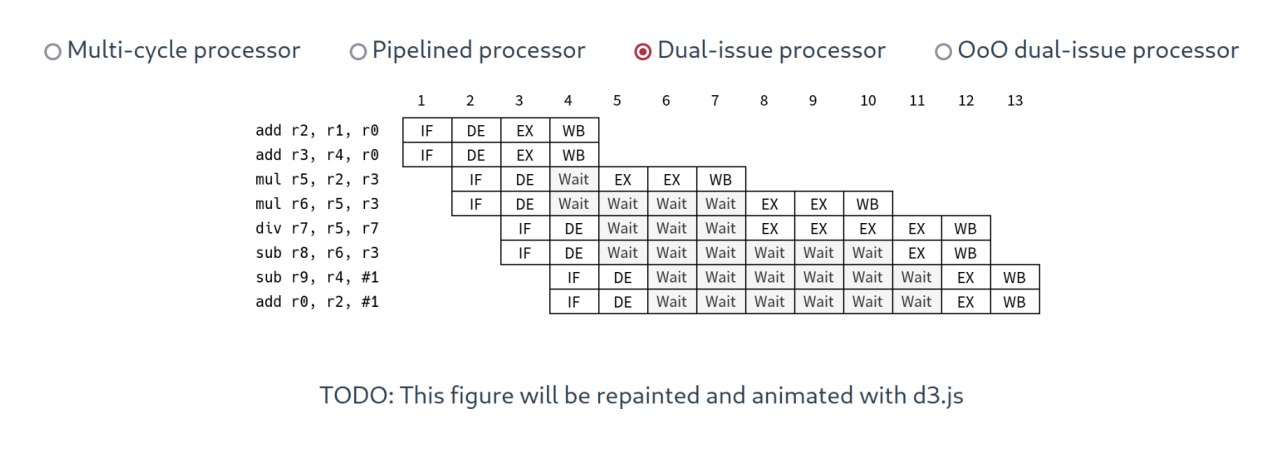 Multi-cycle processor Pipelined processor Dual-issue processor OoO dual-issue processor
1 2 3 4 5 6 7 8 9 10 11 12 13
add r2, r1, r0 IF DE EX WB
add r3, r4, r0 IF DE EX WB
mul r5, r2, r3 IF DE Wait EX EX WB
mul r6, r5, r3 IF DE Wait Wait Wait Wait EX EX WB
div r7, r5, r7 IF DE Wait Wait Wait EX EX EX EX WB
sub r8, r6, r3 IF DE Wait Wait Wait Wait Wait Wait EX WB
sub r9, r4, #1 IF DE Wait Wait Wait Wait Wait Wait EX WB
add r0, r2, #1 IF DE Wait Wait Wait Wait Wait Wait EX WB
TODO: This figure will be repainted and animated with d3.js